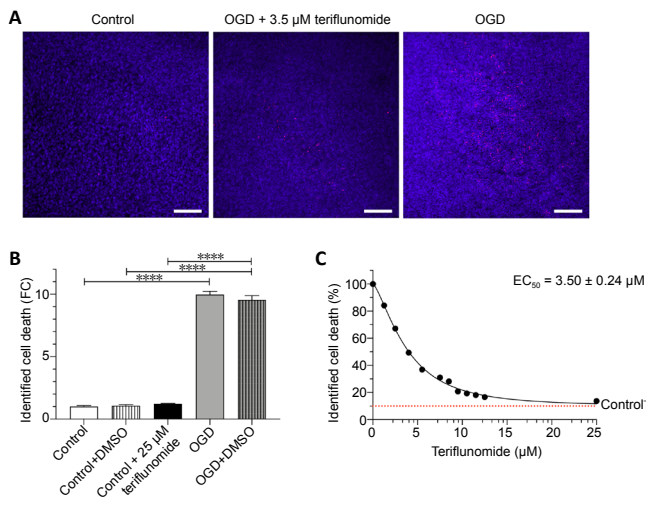 A
Control
OGD + 3.5 µM teriflunomide
OGD
B
****
****
****
Identified cell death (FC)
10
5
0
Control
Control+DMSO
Control + 25 µM
teriflunomide
OGD
OGD+DMSO
C
EC50 = 3.50 ± 0.24 µM
Identified cell death (%)
100
80
60
40
20
0
Control
0
5
10
15
20
25
Teriflunomide (µM)